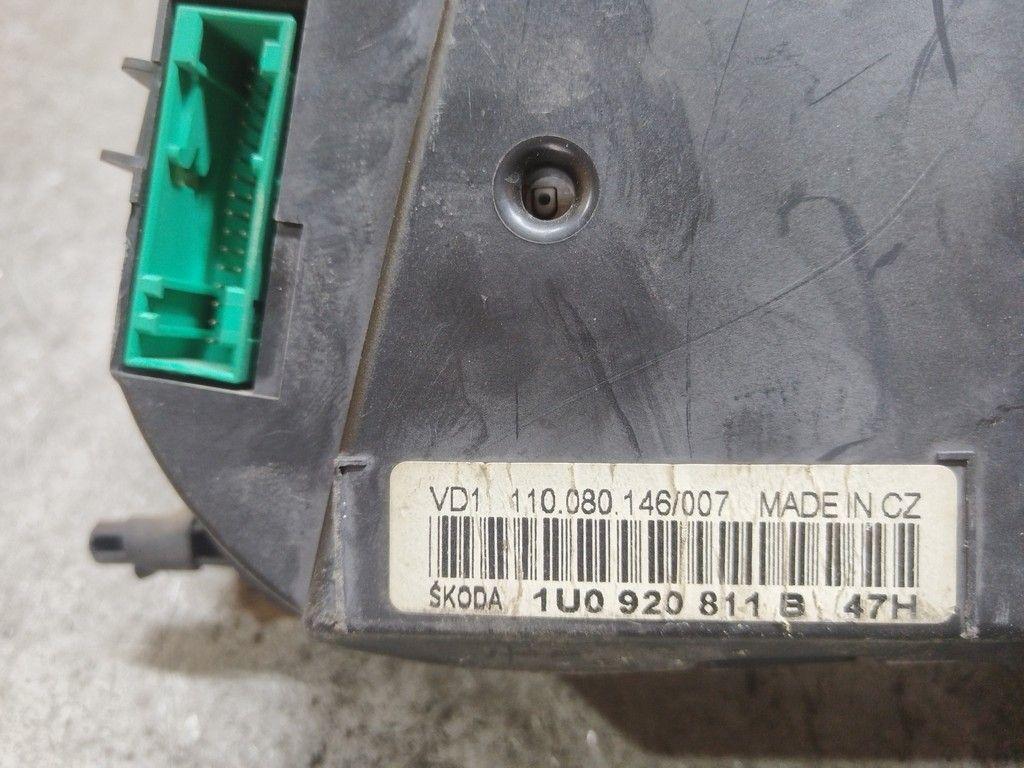 VD1 110.080.146/007 MADE IN CZ
ŠKODA 1U0 920 811 B 47H